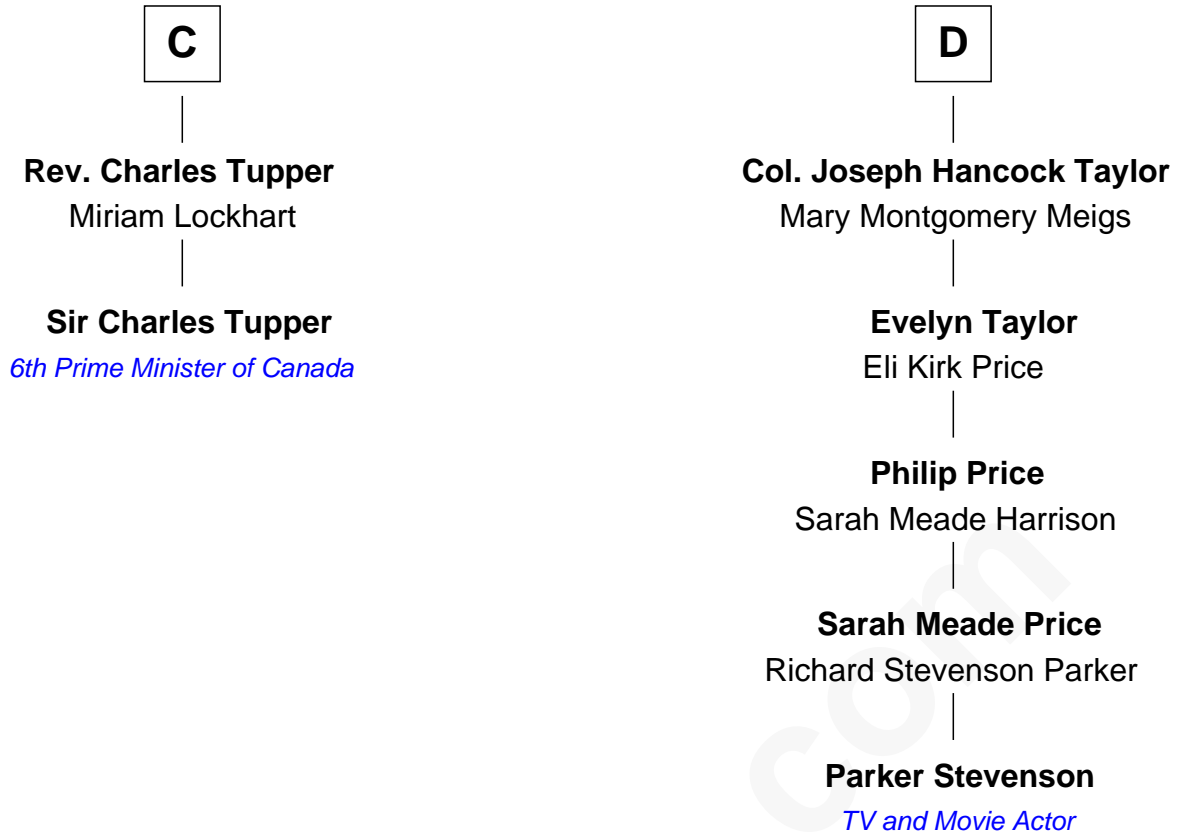 C
Rev. Charles Tupper
Miriam Lockhart
Sir Charles Tupper
6th Prime Minister of Canada
D
Col. Joseph Hancock Taylor
Mary Montgomery Meigs
Evelyn Taylor
Eli Kirk Price
Philip Price
Sarah Meade Harrison
Sarah Meade Price
Richard Stevenson Parker
Parker Stevenson
TV and Movie Actor
com